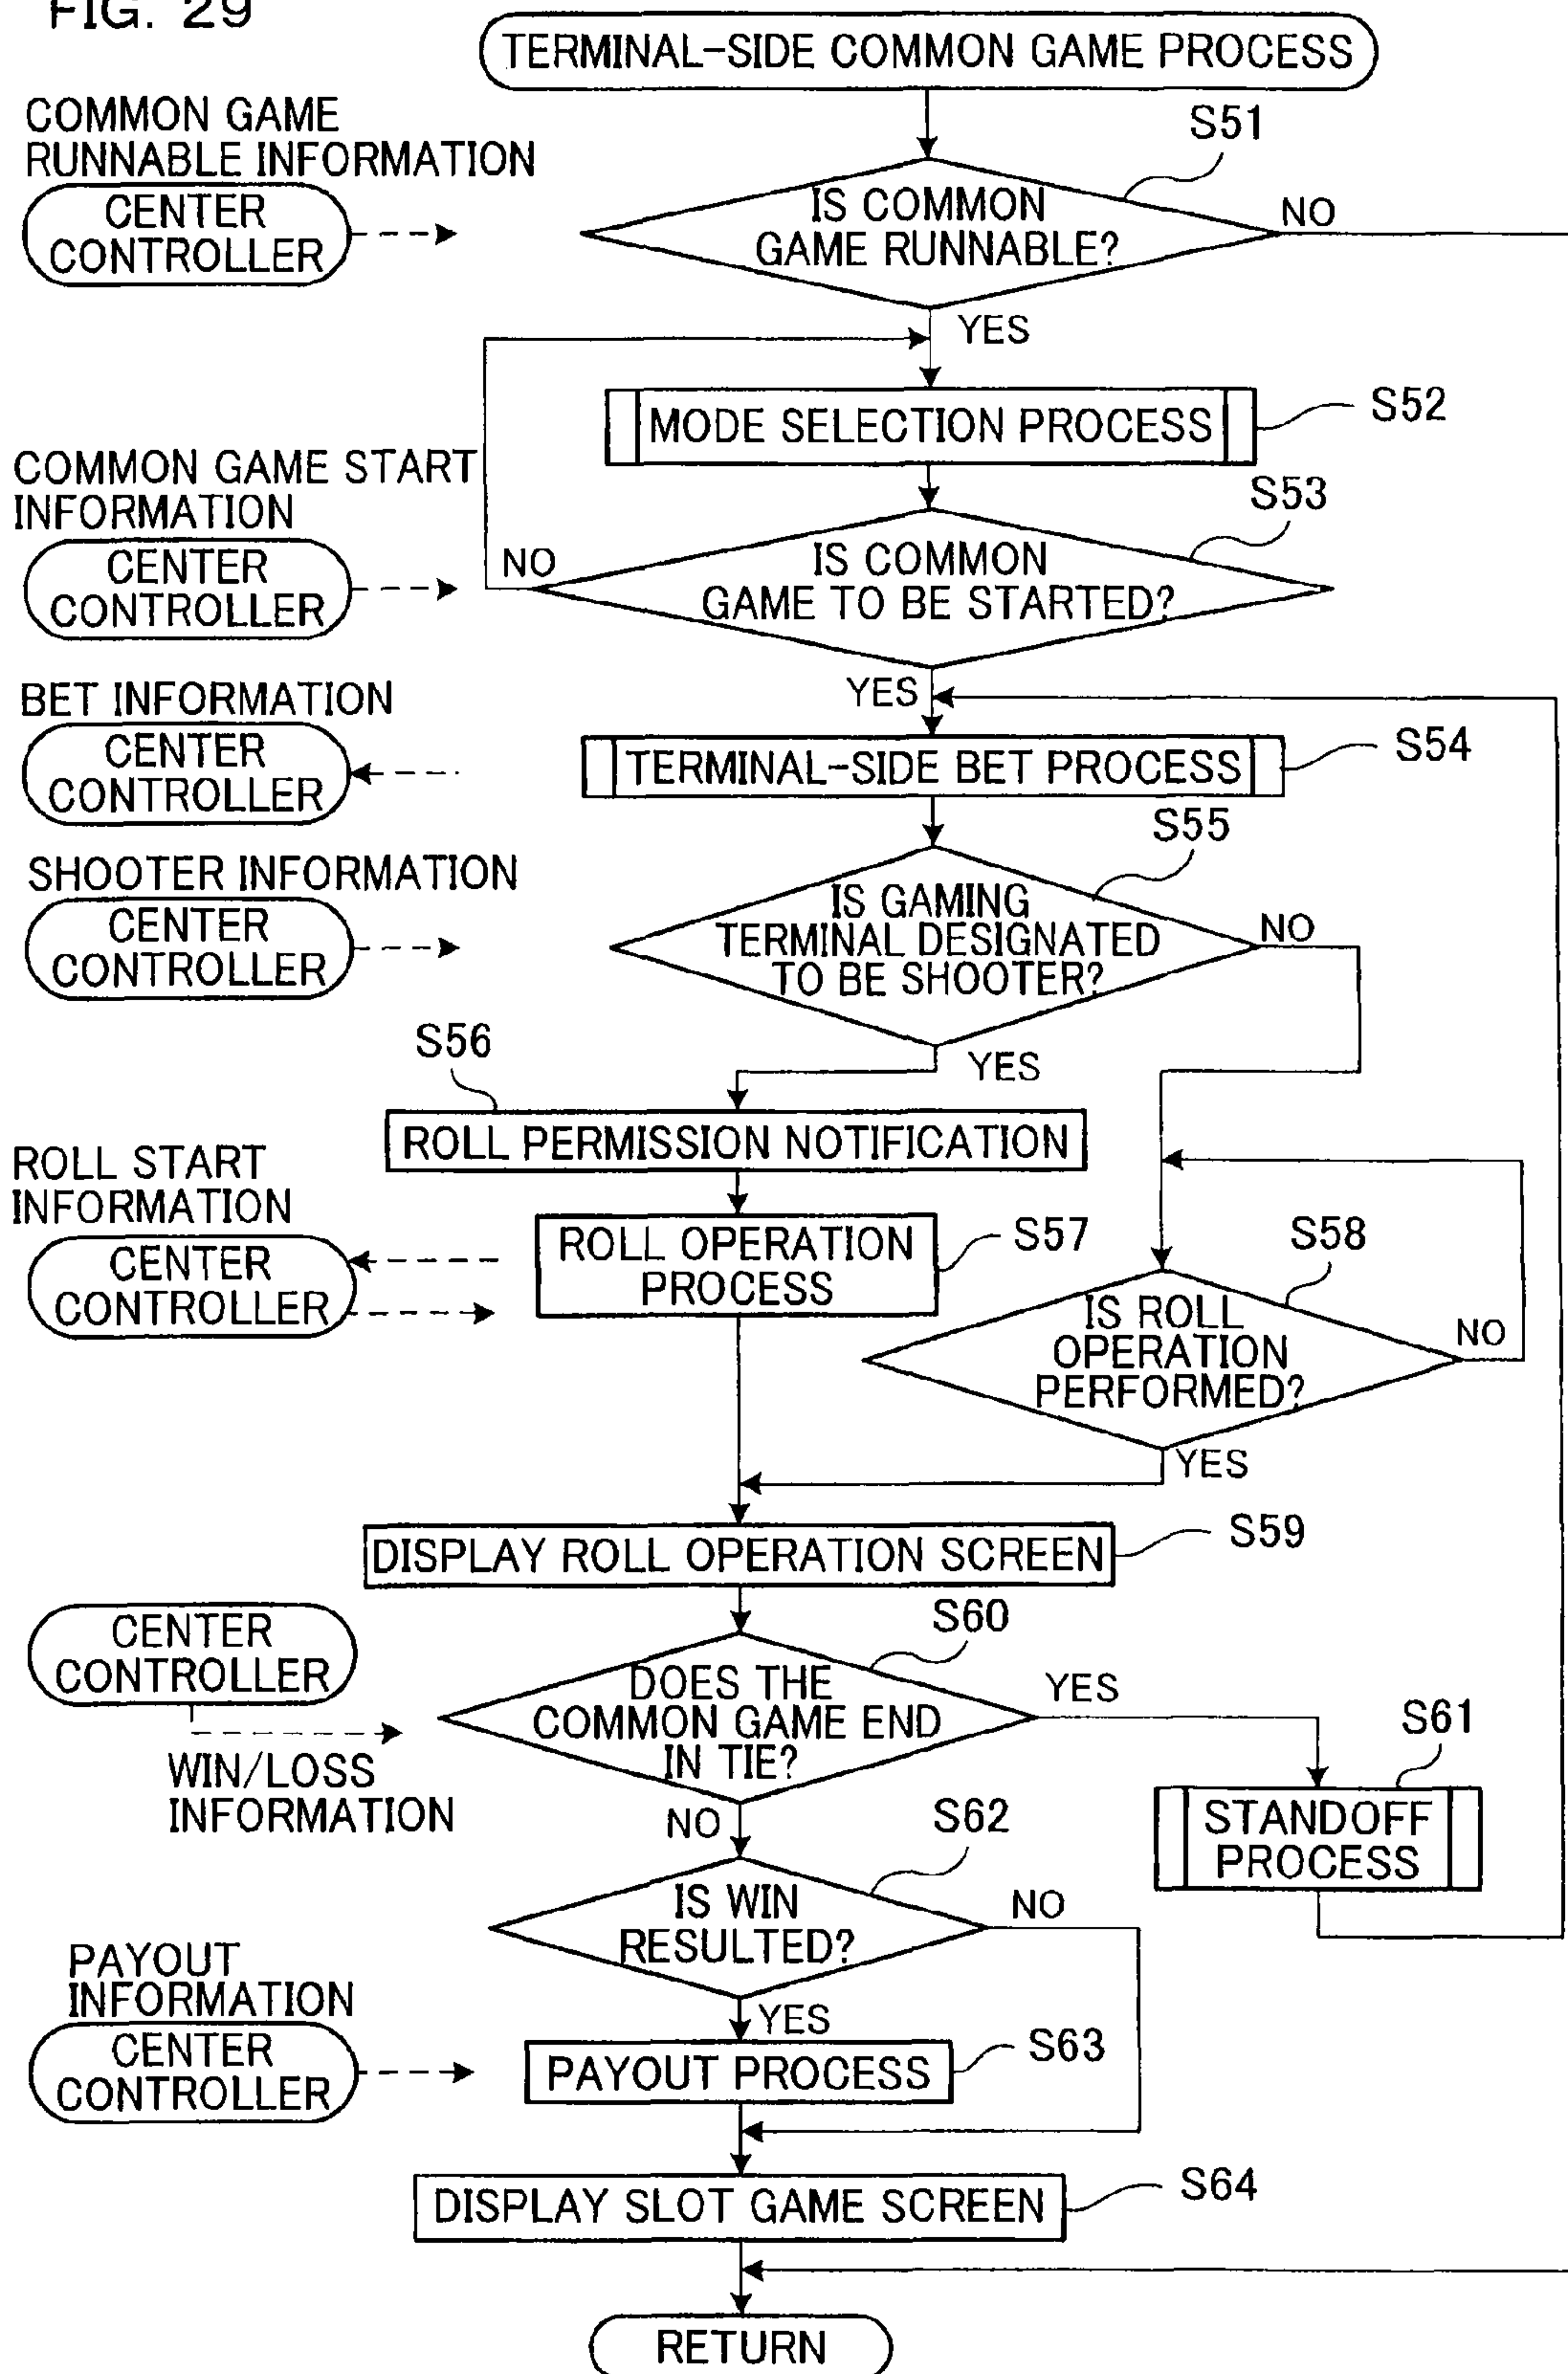 FIG. 29
TERMINAL-SIDE COMMON GAME PROCESS
COMMON GAME
RUNNABLE INFORMATION
CENTER
CONTROLLER
S51
IS COMMON
GAME RUNNABLE?
NO
YES
MODE SELECTION PROCESS
S52
COMMON GAME START
INFORMATION
CENTER
CONTROLLER
S53
NO
IS COMMON
GAME TO BE STARTED?
YES
BET INFORMATION
CENTER
CONTROLLER
TERMINAL-SIDE BET PROCESS
S54
S55
SHOOTER INFORMATION
CENTER
CONTROLLER
IS GAMING
TERMINAL DESIGNATED
TO BE SHOOTER?
NO
YES
S56
ROLL PERMISSION NOTIFICATION
ROLL START
INFORMATION
CENTER
CONTROLLER
ROLL OPERATION
PROCESS
S57
S58
IS ROLL
OPERATION
PERFORMED?
NO
YES
DISPLAY ROLL OPERATION SCREEN
S59
CENTER
CONTROLLER
WIN/LOSS
INFORMATION
S60
DOES THE
COMMON GAME END
IN TIE?
YES
NO
S61
STANDOFF
PROCESS
S62
IS WIN
RESULTED?
NO
YES
PAYOUT
INFORMATION
CENTER
CONTROLLER
PAYOUT PROCESS
S63
DISPLAY SLOT GAME SCREEN
S64
RETURN